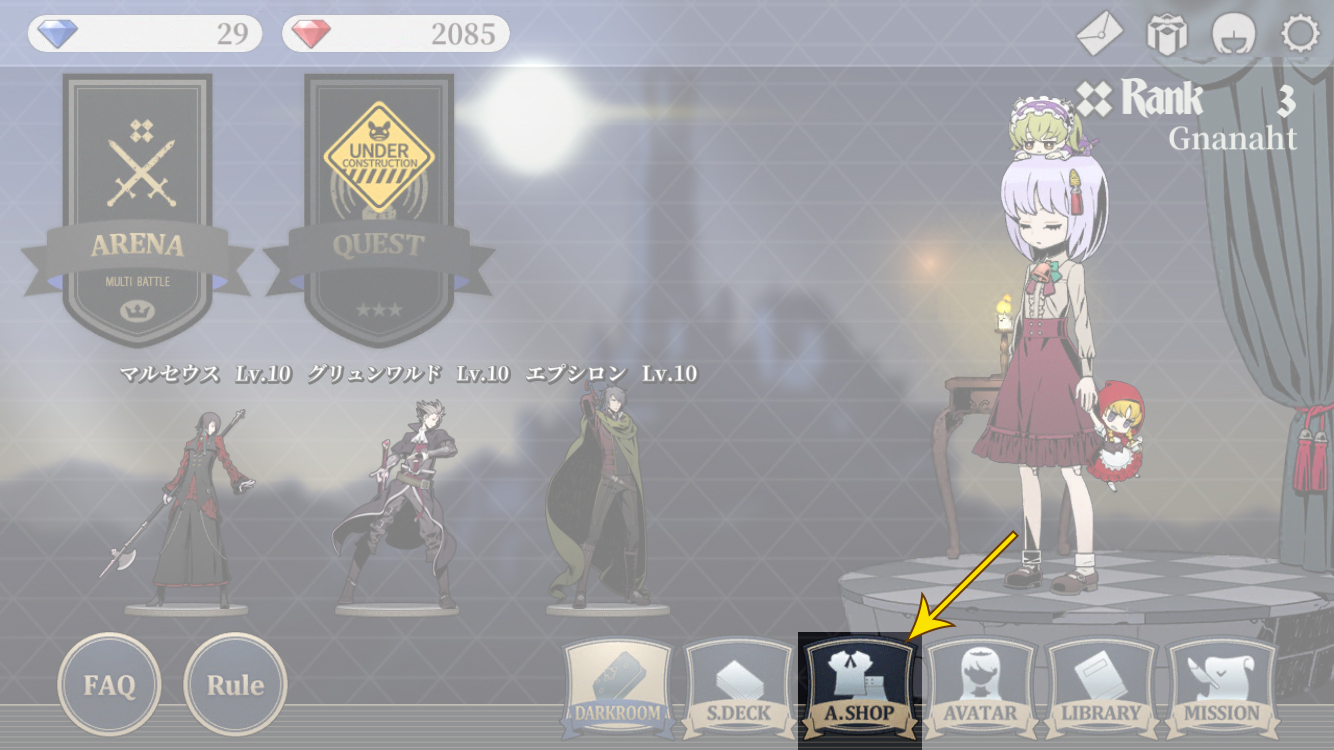 29 2085
Rank 3
Gnanaht
UNDER
CONSTRUCTION
ARENA
QUEST
MULTI BATTLE
マルセウス Lv.10 グリュンワルド Lv.10 エプシロン Lv.10
FAQ Rule
DARKROOM S.DECK A.SHOP AVATAR LIBRARY MISSION